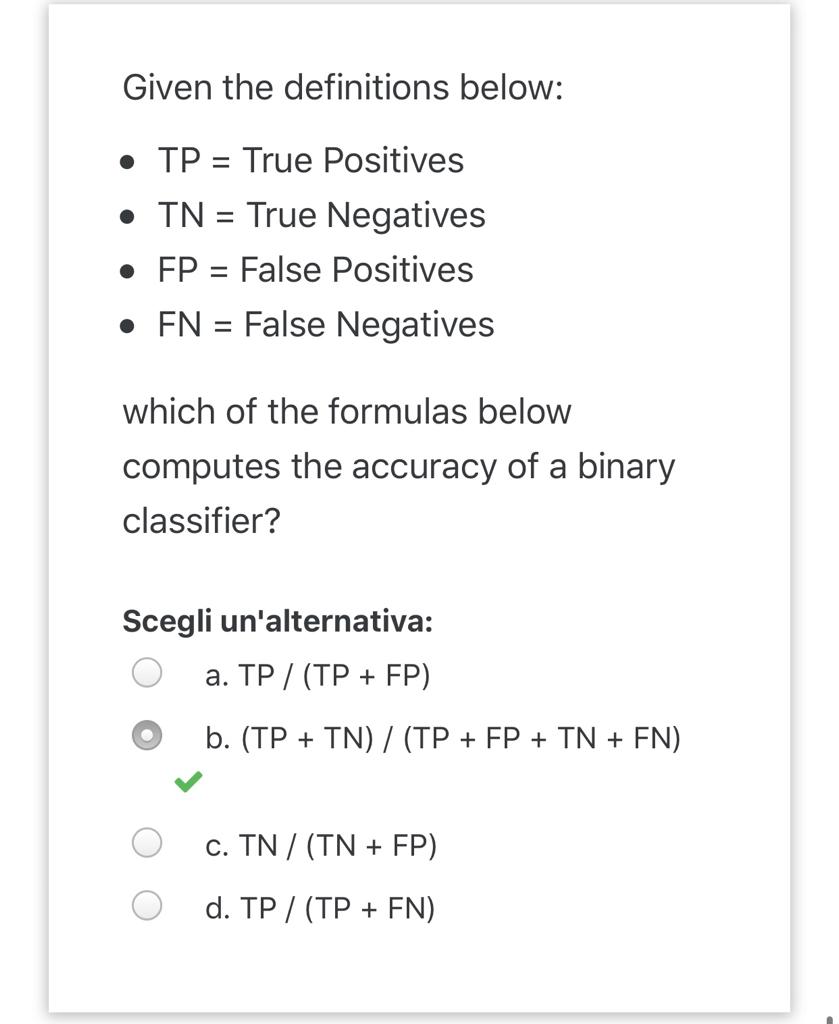 Given the definitions below:
• TP = True Positives
• TN = True Negatives
• FP = False Positives
• FN = False Negatives
which of the formulas below
computes the accuracy of a binary
classifier?
Scegli un'alternativa:
a. TP / (TP + FP)
b. (TP + TN) / (TP + FP + TN + FN)
c. TN / (TN + FP)
d. TP / (TP + FN)